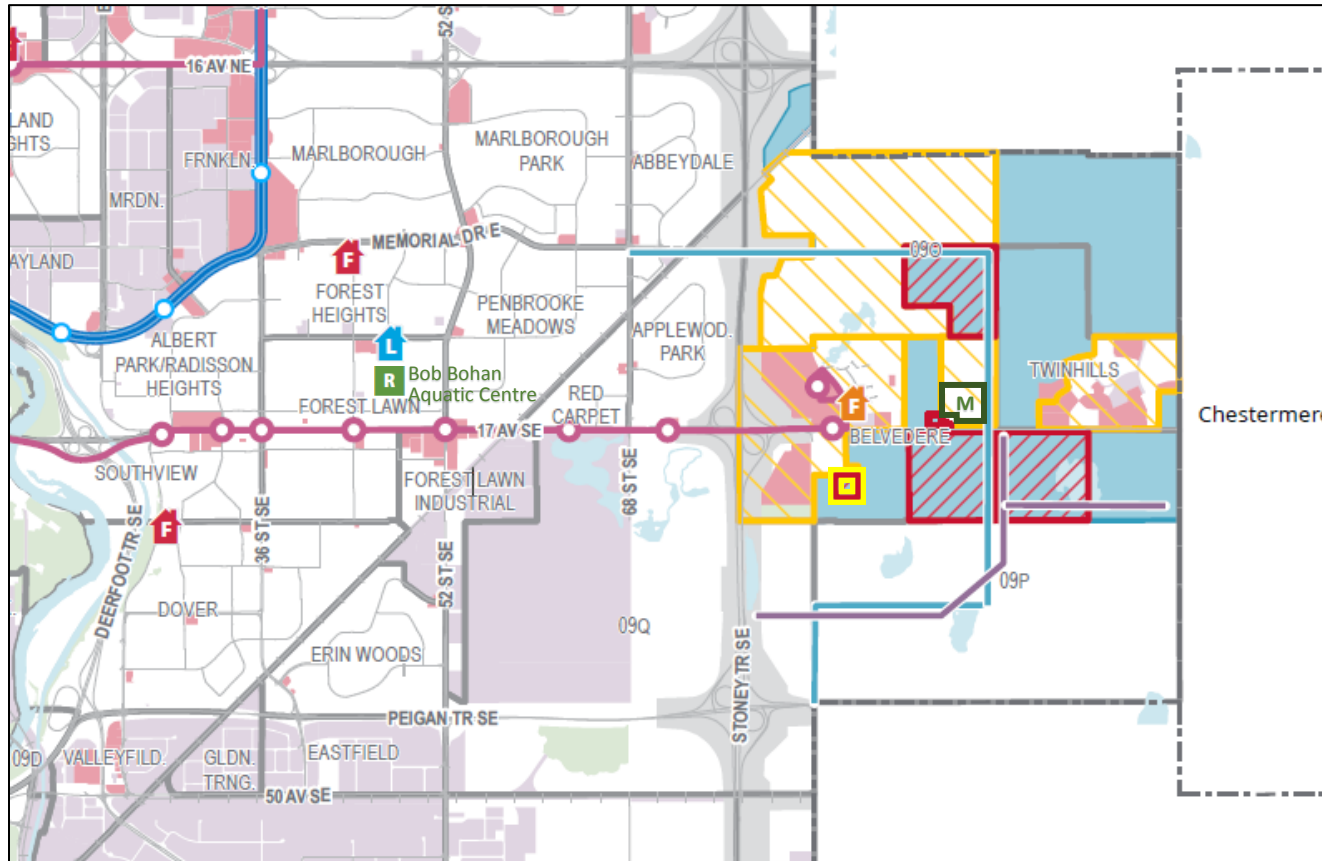 52 S
16 AV NE
LAND
GHTS
FRNKLN.
MARLBOROUGH
MARLBOROUGH
PARK
ABBEYDALE
MRDN.
MEMORIAL DR E
09O
AYLAND
F
FOREST
HEIGHTS
PENBROOKE
MEADOWS
APPLEWOD.
PARK
ALBERT
PARK/RADISSON
HEIGHTS
L
R
Bob Bohan
Aquatic Centre
TWINHILLS
RED
CARPET
FOREST LAWN
F
M
Chestermere
17 AV SE
BELVEDERE
SOUTHVIEW
FOREST LAWN
INDUSTRIAL
F
36 ST SE
52 ST SE
68 ST SE
DEERFOOT TR SE
DOVER
09P
09Q
ERIN WOODS
STONEY TR SE
PEIGAN TR SE
09D
VALLEYFILD.
GLDN.
TRNG.
EASTFIELD
50 AV SE